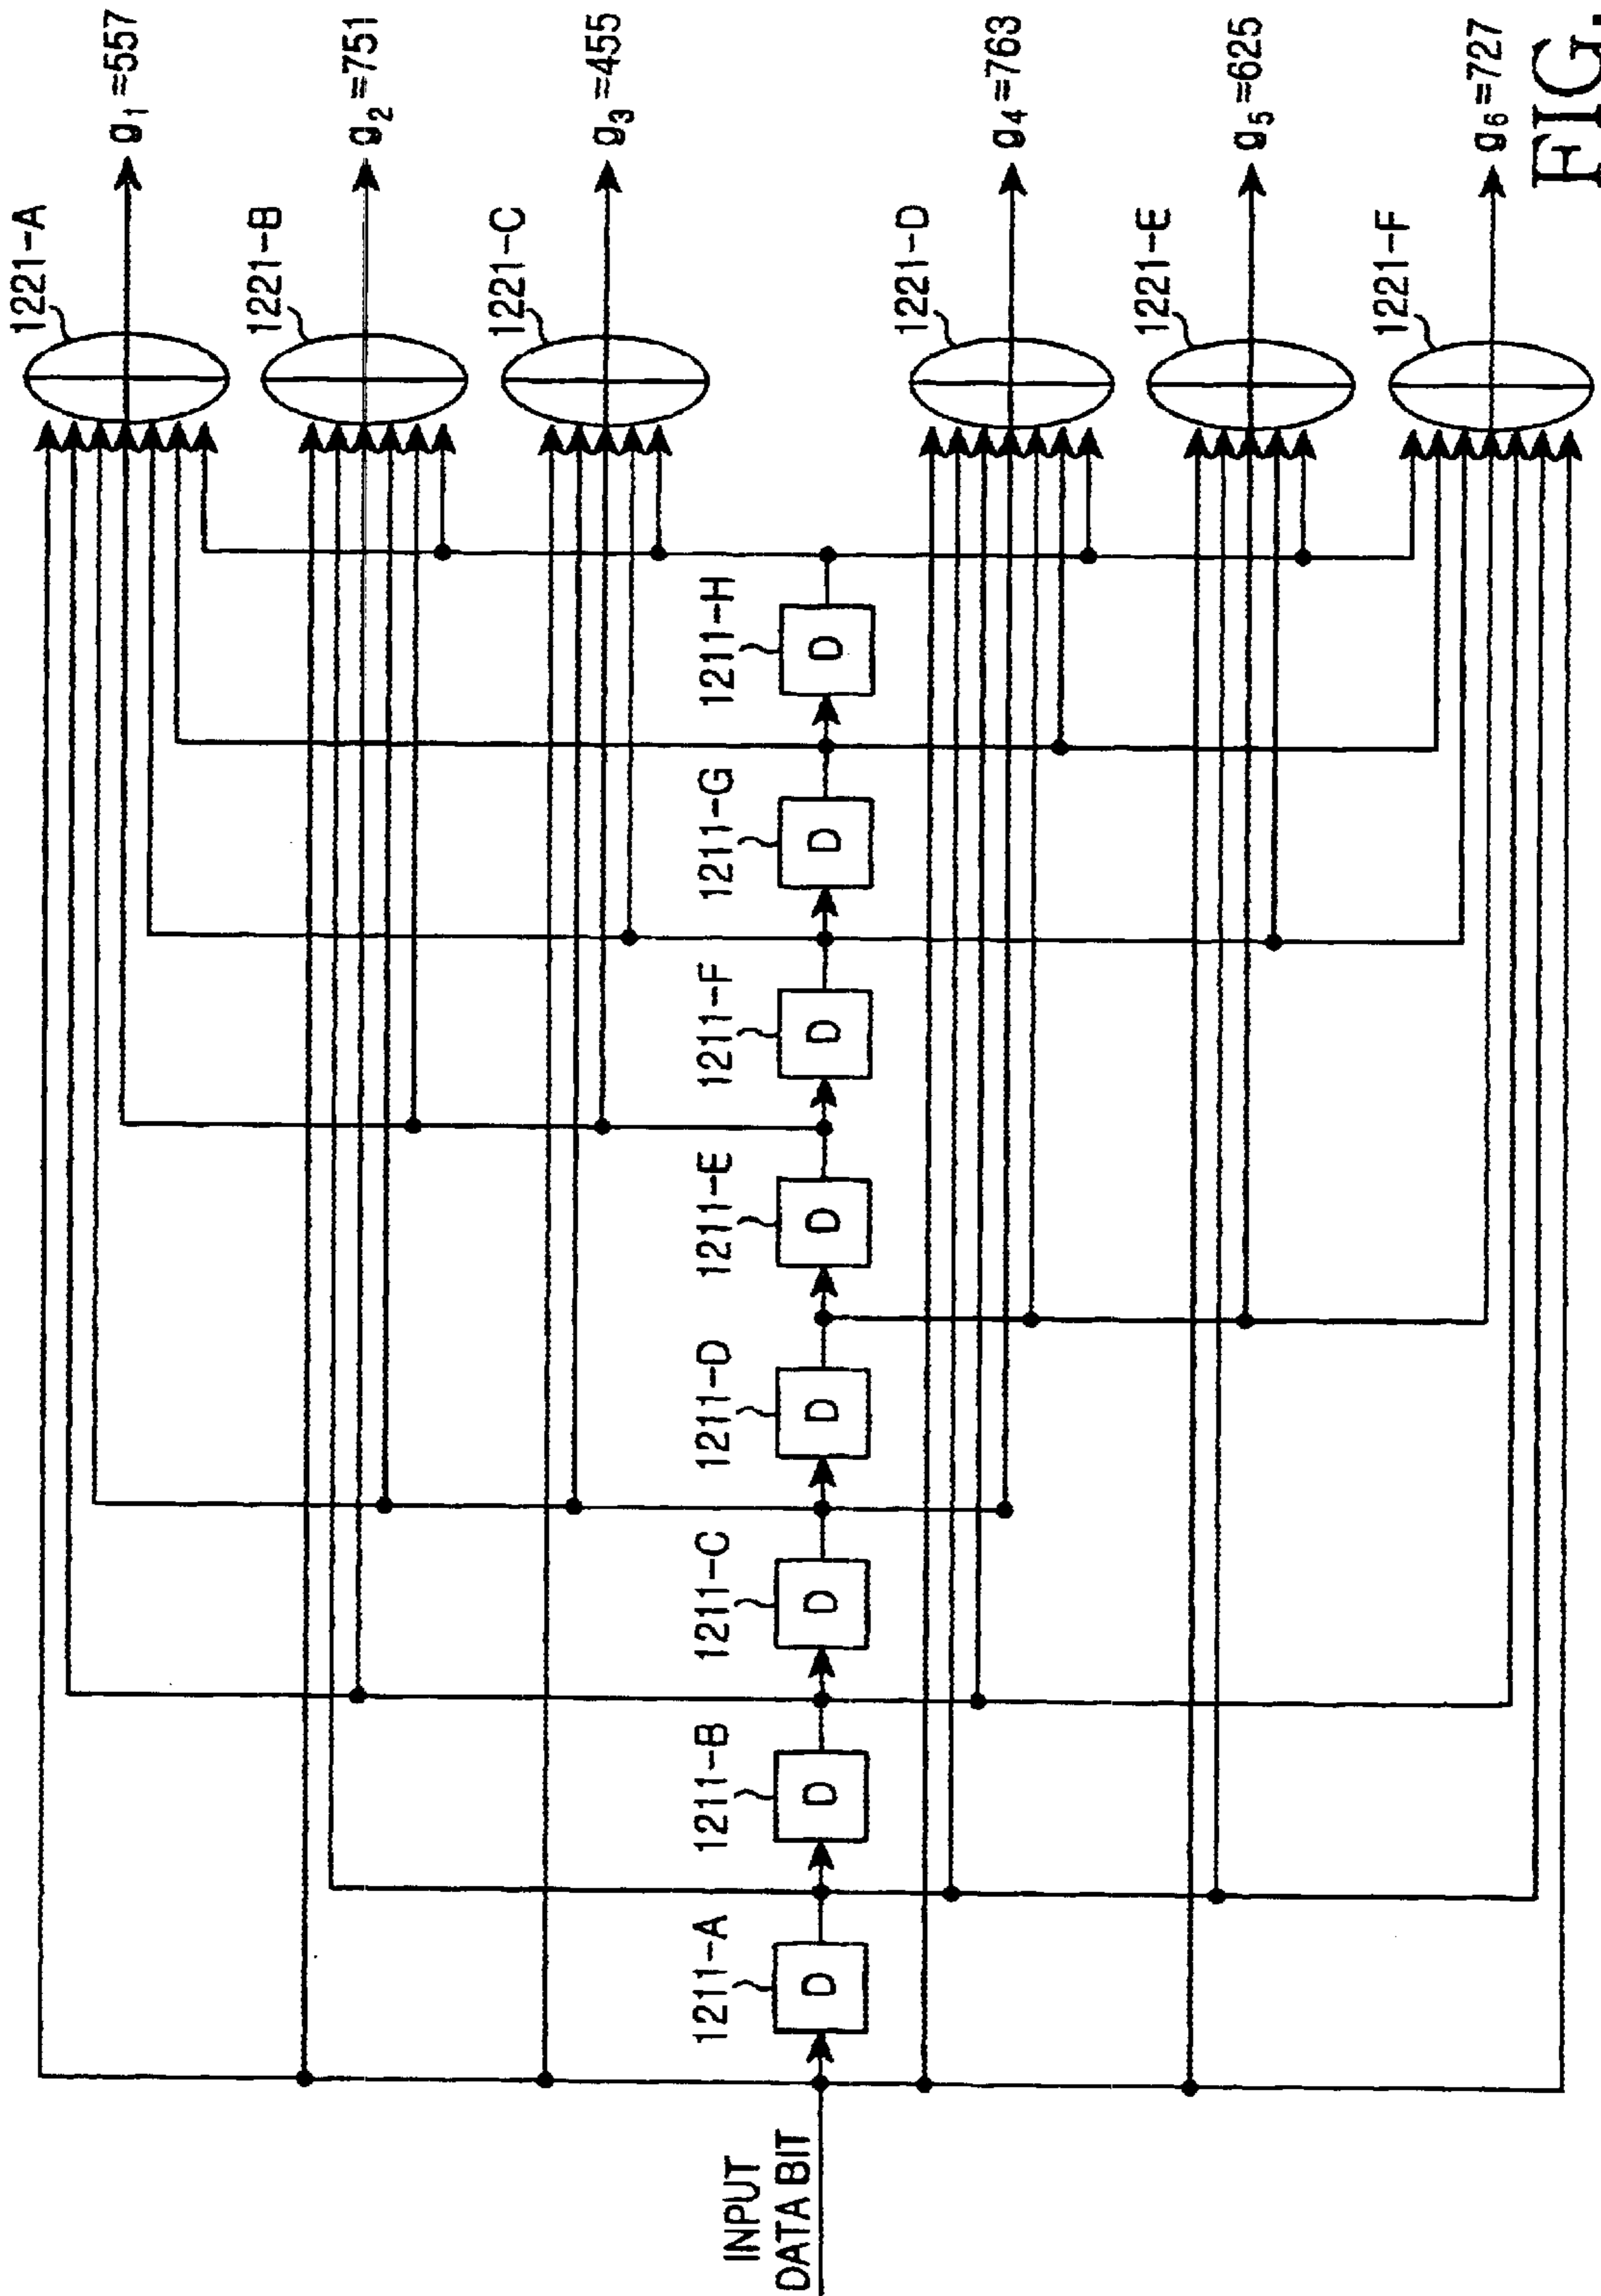 1221-A
g1 =557
1221-B
g2 =751
1221-C
g3 =455
1211-A
D
1211-B
D
1211-C
D
1211-D
D
1211-E
D
1211-F
D
1211-G
D
1211-H
D
INPUT
DATA BIT
1221-D
g4 =763
1221-E
g5 =625
1221-F
g6 =727
FIG.